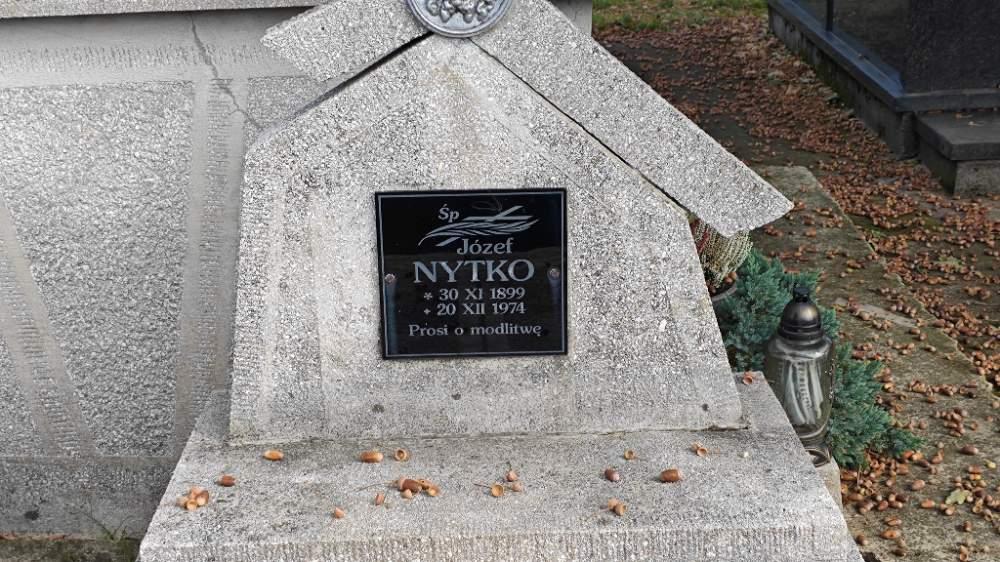 Śp
Józef
NYTKO
* 30 XI 1899
+ 20 XII 1974
Prosi o modlitwę